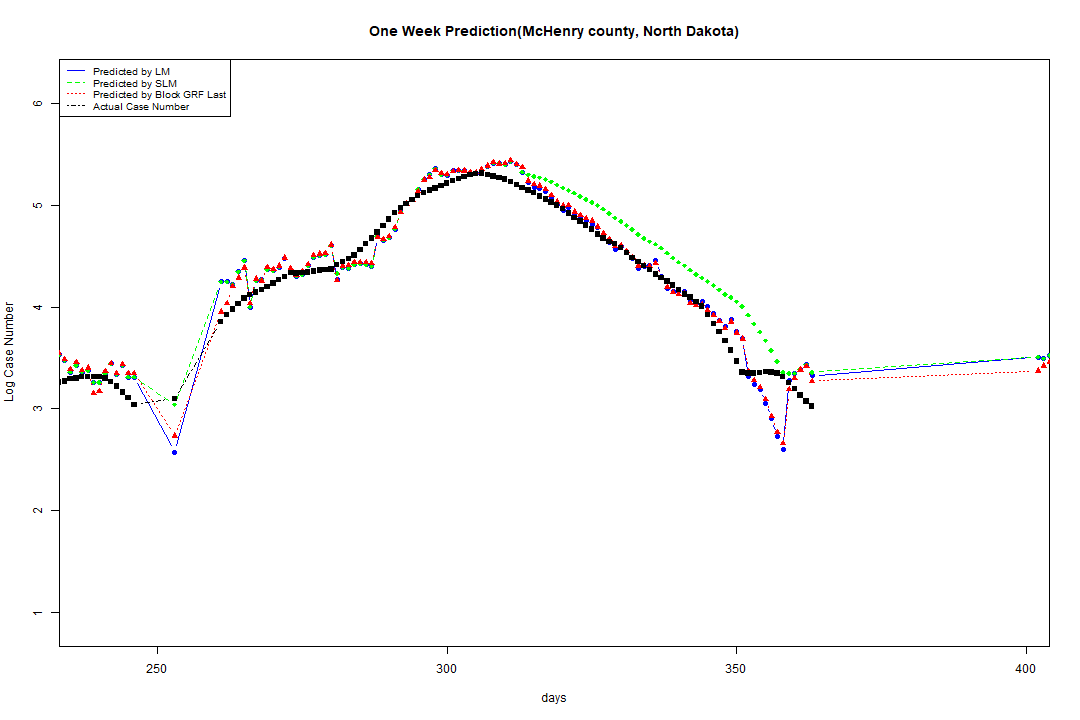 One Week Prediction(McHenry county, North Dakota)
Predicted by LM
Predicted by SLM
Predicted by Block GRF Last
Actual Case Number
Log Case Number
6
5
4
3
2
1
250 300 350 400
days